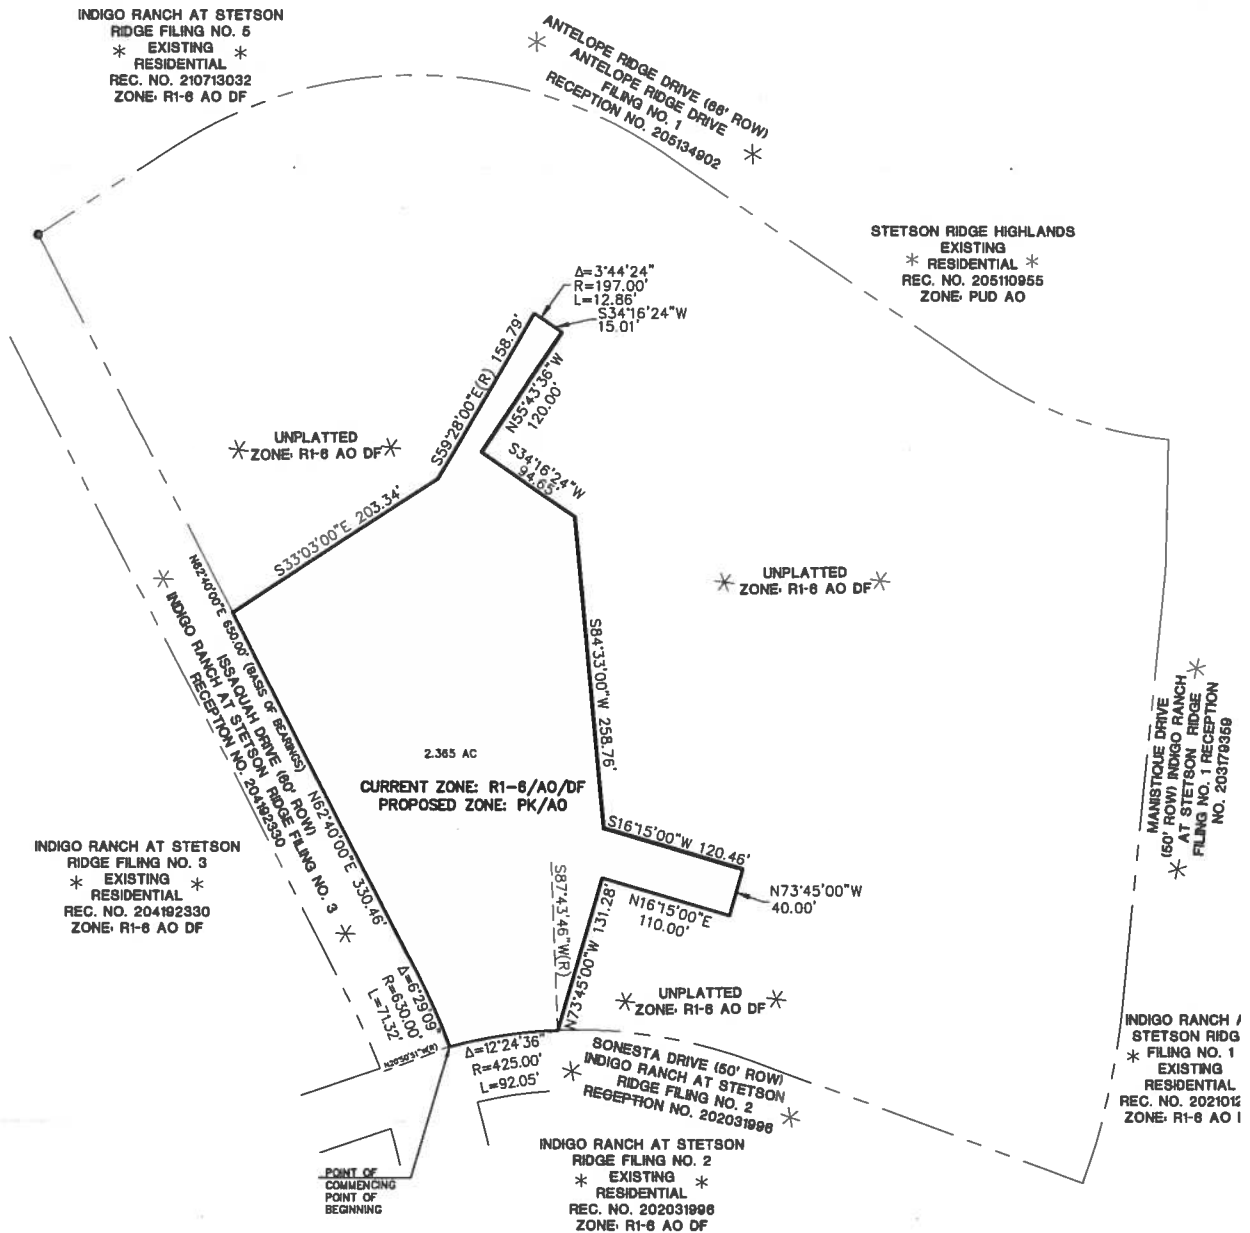 INDIGO RANCH AT STETSON
RIDGE FILING NO. 5
* EXISTING *
RESIDENTIAL
REC. NO. 210713032
ZONE: R1-6 AO DF
ANTELOPE RIDGE DRIVE (66' ROW)
ANTELOPE RIDGE DRIVE
FILING NO. 1
RECEPTION NO. 205134902
STETSON RIDGE HIGHLANDS
EXISTING
* RESIDENTIAL *
REC. NO. 205110955
ZONE: PUD AO
Δ=3°44'24"
R=197.00'
L=12.86'
S34°16'24"W
15.01'
S59°28'00"E(R) 158.79'
N55°43'36"W
120.00'
S34°16'24"W
94.65'
UNPLATTED
* ZONE: R1-6 AO DF *
S33°03'00"E 203.34'
UNPLATTED
* ZONE: R1-6 AO DF *
N62°40'00"E 650.00' (BASIS OF BEARINGS)
ISSAQUAH DRIVE (60' ROW)
* INDIGO RANCH AT STETSON RIDGE FILING NO. 3 *
RECEPTION NO. 204192330
N62°40'00"E 330.46'
S84°33'00"W 258.76'
2.365 AC
CURRENT ZONE: R1-6/AO/DF
PROPOSED ZONE: PK/AO
MANISTIQUE DRIVE
(50' ROW) INDIGO RANCH
* AT STETSON RIDGE *
FILING NO. 1 RECEPTION
NO. 203179359
INDIGO RANCH AT STETSON
RIDGE FILING NO. 3
* EXISTING *
RESIDENTIAL
REC. NO. 204192330
ZONE: R1-6 AO DF
S16°15'00"W 120.46'
N73°45'00"W
40.00'
N16°15'00"E
110.00'
S87°43'46"W(R)
N73°45'00"W 131.28'
Δ=6°29'09"
R=630.00'
L=71.32'
UNPLATTED
* ZONE: R1-6 AO DF *
Δ=12°24'36"
R=425.00'
L=92.05'
SONESTA DRIVE (50' ROW)
* INDIGO RANCH AT STETSON
RIDGE FILING NO. 2 *
RECEPTION NO. 202031996
INDIGO RANCH A
STETSON RIDG
* FILING NO. 1
EXISTING
RESIDENTIAL
REC. NO. 2021012
ZONE: R1-6 AO
INDIGO RANCH AT STETSON
RIDGE FILING NO. 2
* EXISTING *
RESIDENTIAL
REC. NO. 202031996
ZONE: R1-6 AO DF
POINT OF
COMMENCING
POINT OF
BEGINNING